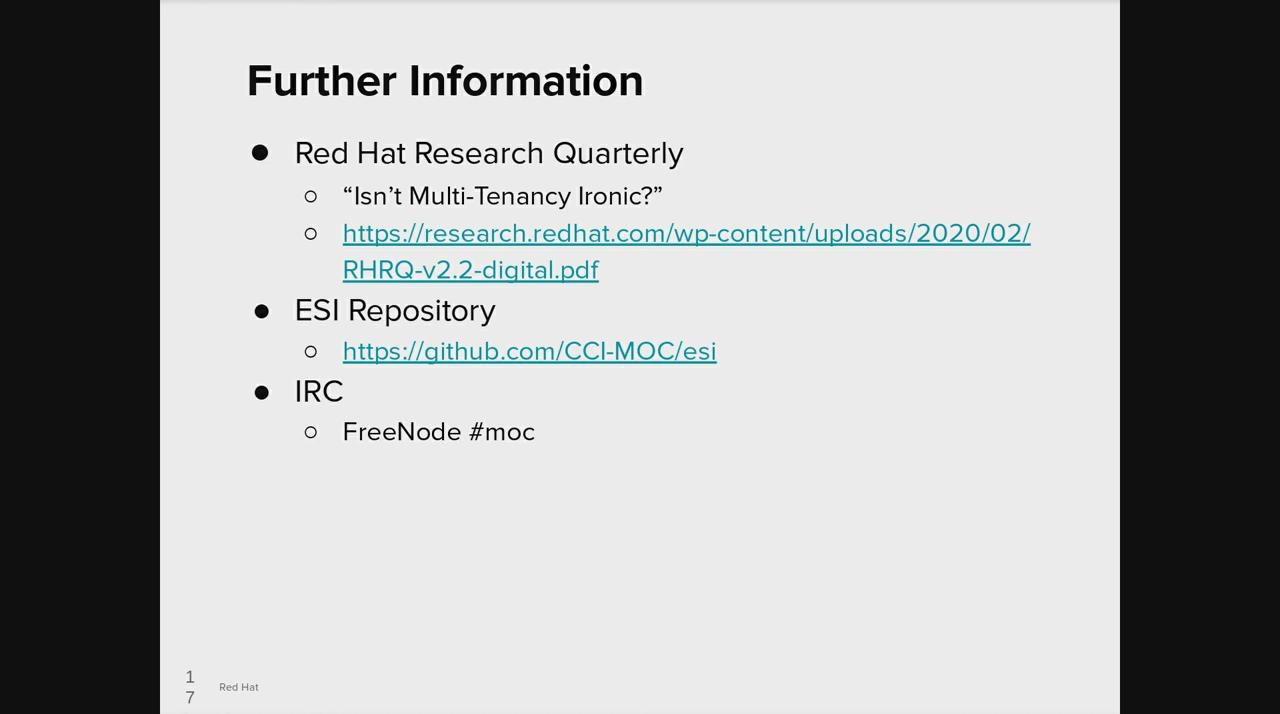 Further Information
● Red Hat Research Quarterly
○ “Isn’t Multi-Tenancy Ironic?”
○ https://research.redhat.com/wp-content/uploads/2020/02/
RHRQ-v2.2-digital.pdf
● ESI Repository
○ https://github.com/CCI-MOC/esi
● IRC
○ FreeNode #moc
1
7
Red Hat